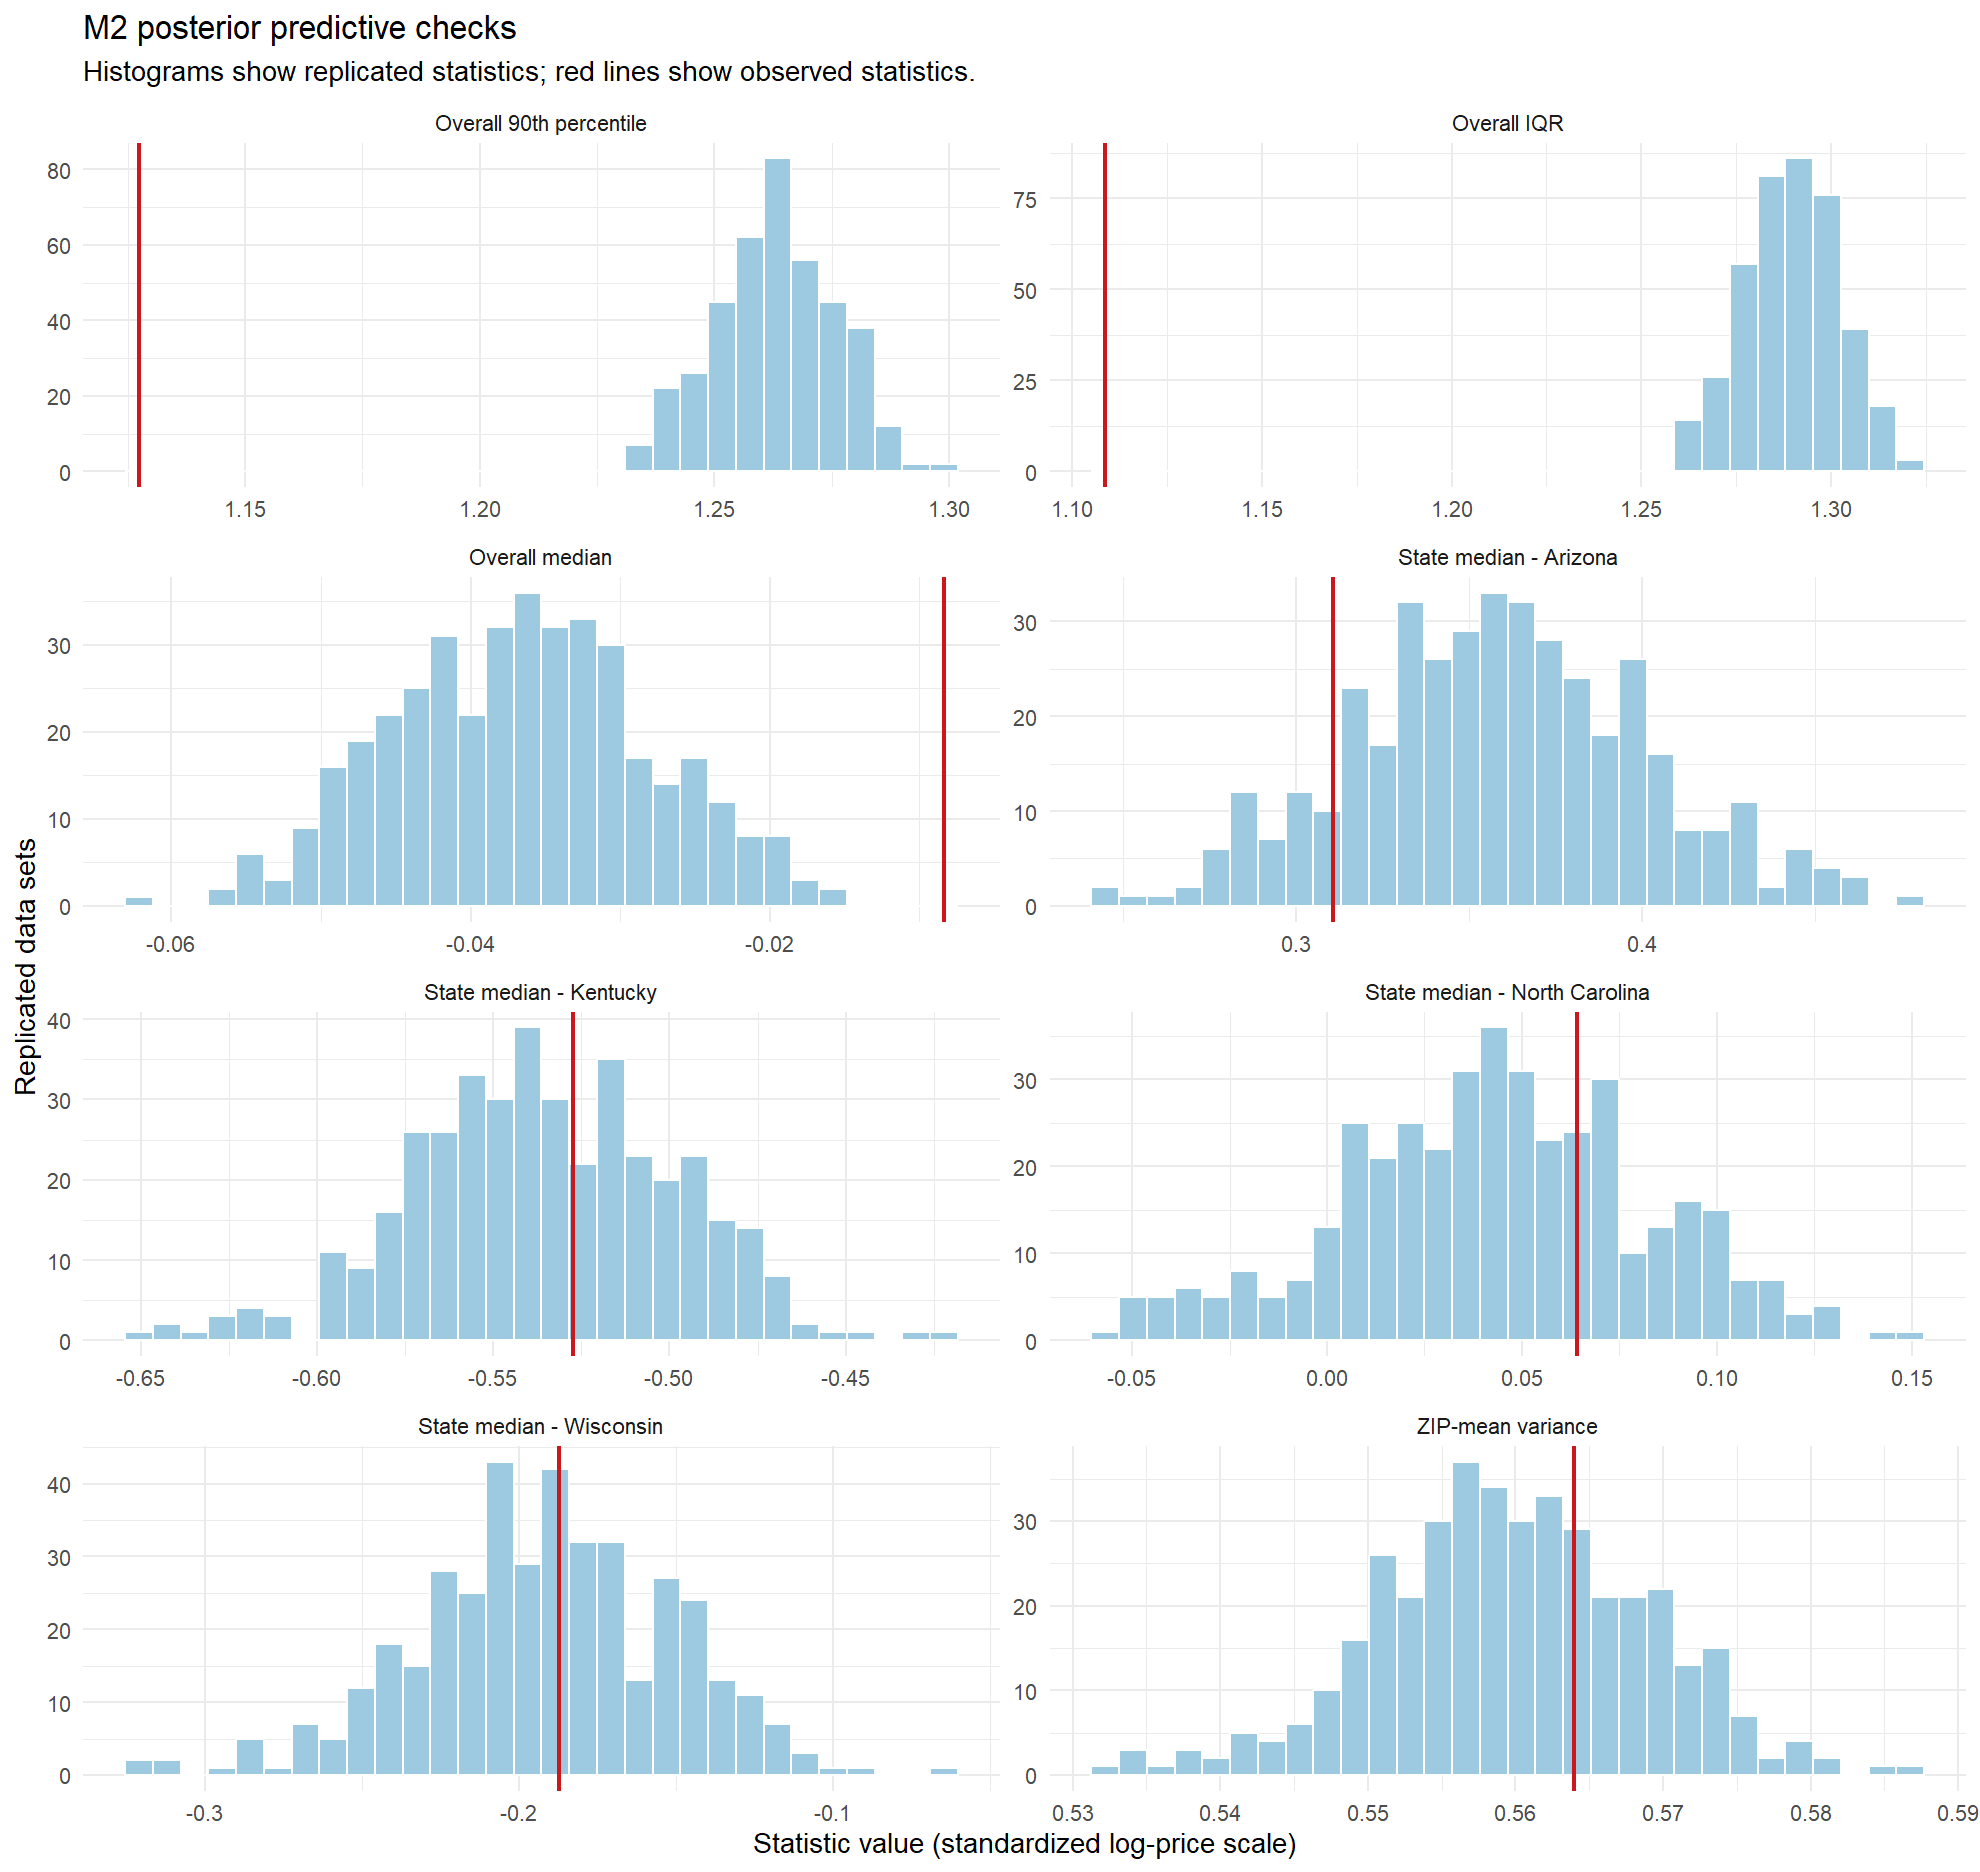 M2 posterior predictive checks
Histograms show replicated statistics; red lines show observed statistics.
Replicated data sets
Overall 90th percentile
80
60
40
20
0
1.15 1.20 1.25 1.30
Overall IQR
75
50
25
0
1.10 1.15 1.20 1.25 1.30
Overall median
30
20
10
0
-0.06 -0.04 -0.02
State median - Arizona
30
20
10
0
0.3 0.4
State median - Kentucky
40
30
20
10
0
-0.65 -0.60 -0.55 -0.50 -0.45
State median - North Carolina
30
20
10
0
-0.05 0.00 0.05 0.10 0.15
State median - Wisconsin
40
30
20
10
0
-0.3 -0.2 -0.1
ZIP-mean variance
30
20
10
0
0.53 0.54 0.55 0.56 0.57 0.58 0.59
Statistic value (standardized log-price scale)